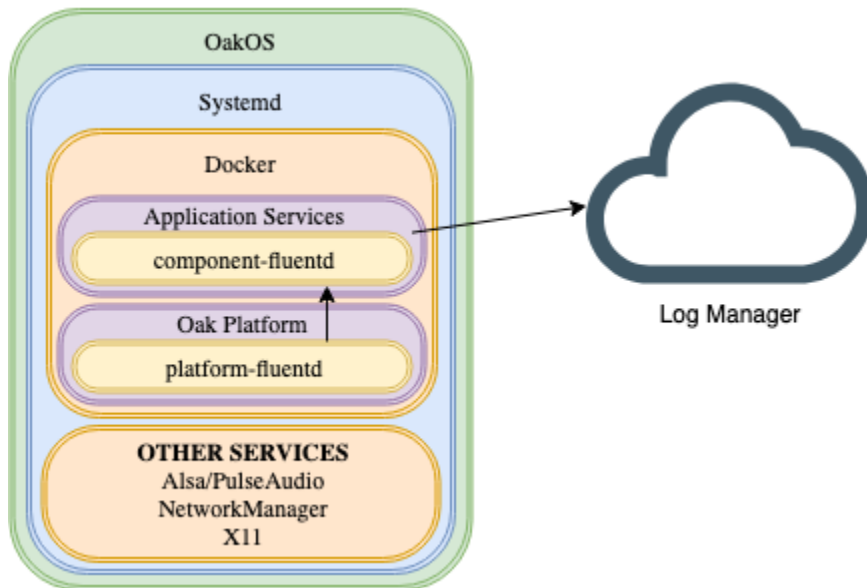 OakOS
Systemd
Docker
Application Services
component-fluentd
Oak Platform
platform-fluentd
OTHER SERVICES
Alsa/PulseAudio
NetworkManager
X11
Log Manager